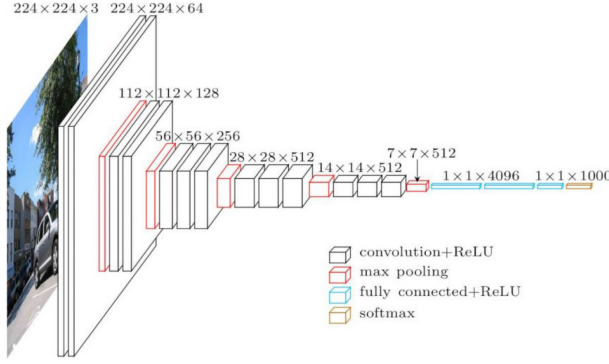 224×224×3 224×224×64
112×112×128
56×56×256
28×28×512
14×14×512
7×7×512
1×1×4096 1×1×1000
convolution+ReLU
max pooling
fully connected+ReLU
softmax